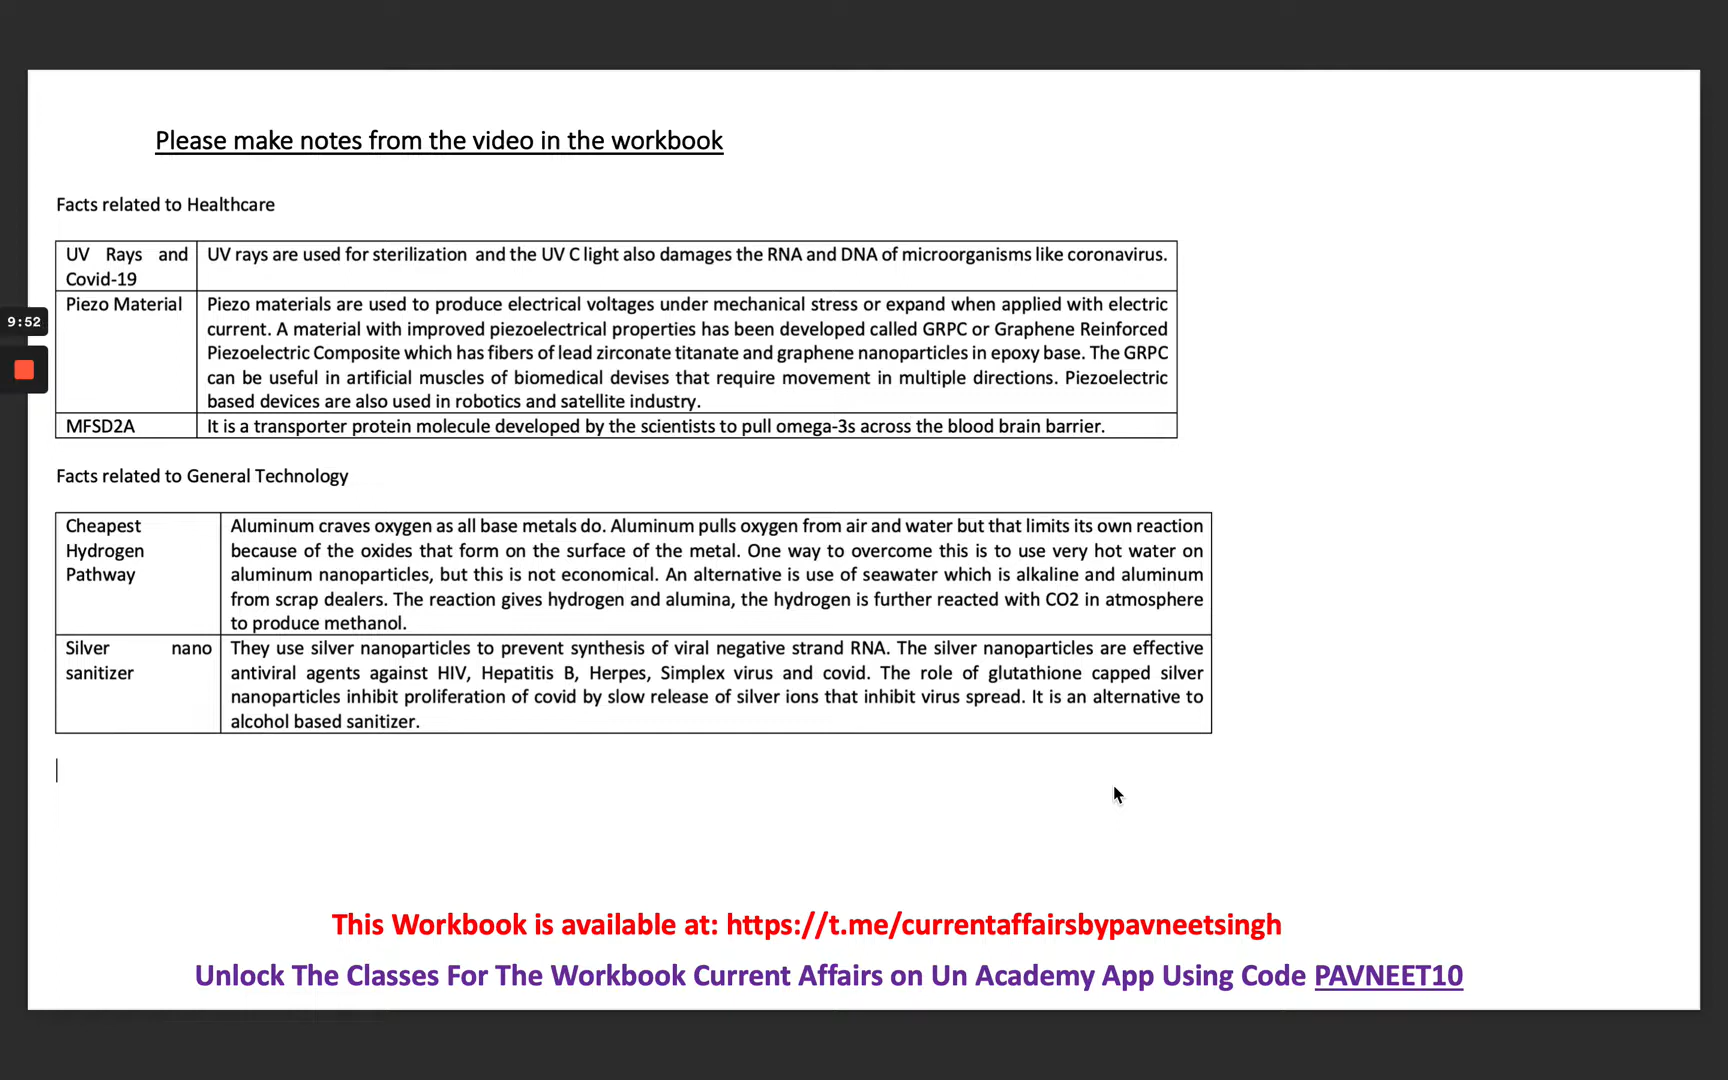 Please make notes from the video in the workbook
Facts related to Healthcare
UV Rays and
Covid-19
UV rays are used for sterilization and the UV C light also damages the RNA and DNA of microorganisms like coronavirus.
9:52
Piezo Material
Piezo materials are used to produce electrical voltages under mechanical stress or expand when applied with electric
current. A material with improved piezoelectrical properties has been developed called GRPC or Graphene Reinforced
Piezoelectric Composite which has fibers of lead zirconate titanate and graphene nanoparticles in epoxy base. The GRPC
can be useful in artificial muscles of biomedical devises that require movement in multiple directions. Piezoelectric
based devices are also used in robotics and satellite industry.
MFSD2A
It is a transporter protein molecule developed by the scientists to pull omega-3s across the blood brain barrier.
Facts related to General Technology
Cheapest
Hydrogen
Pathway
Aluminum craves oxygen as all base metals do. Aluminum pulls oxygen from air and water but that limits its own reaction
because of the oxides that form on the surface of the metal. One way to overcome this is to use very hot water on
aluminum nanoparticles, but this is not economical. An alternative is use of seawater which is alkaline and aluminum
from scrap dealers. The reaction gives hydrogen and alumina, the hydrogen is further reacted with CO2 in atmosphere
to produce methanol.
Silver nano
sanitizer
They use silver nanoparticles to prevent synthesis of viral negative strand RNA. The silver nanoparticles are effective
antiviral agents against HIV, Hepatitis B, Herpes, Simplex virus and covid. The role of glutathione capped silver
nanoparticles inhibit proliferation of covid by slow release of silver ions that inhibit virus spread. It is an alternative to
alcohol based sanitizer.
This Workbook is available at: https://t.me/currentaffairsbypavneetsingh
Unlock The Classes For The Workbook Current Affairs on Un Academy App Using Code PAVNEET10